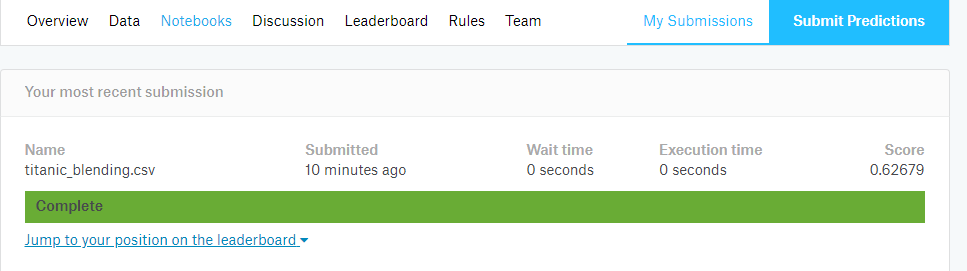 Overview Data Notebooks Discussion Leaderboard Rules Team My Submissions Submit Predictions
Your most recent submission
Name Submitted Wait time Execution time Score
titanic_blending.csv 10 minutes ago 0 seconds 0 seconds 0.62679
Complete
Jump to your position on the leaderboard